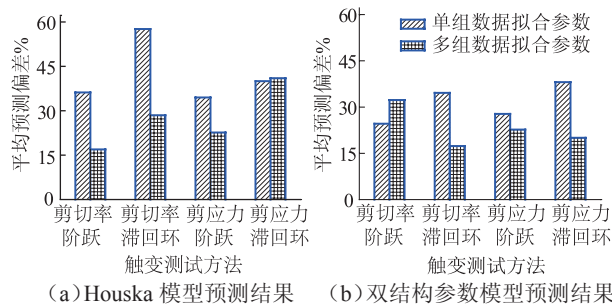 60
45
30
15
0
平均预测偏差%
剪切率 剪切率 剪应力 剪应力
阶跃 滞回环 阶跃 滞回环
触变测试方法
(a)Houska 模型预测结果
60
45
30
15
0
平均预测偏差%
单组数据拟合参数
多组数据拟合参数
剪切率 剪切率 剪应力 剪应力
阶跃 滞回环 阶跃 滞回环
触变测试方法
(b)双结构参数模型预测结果